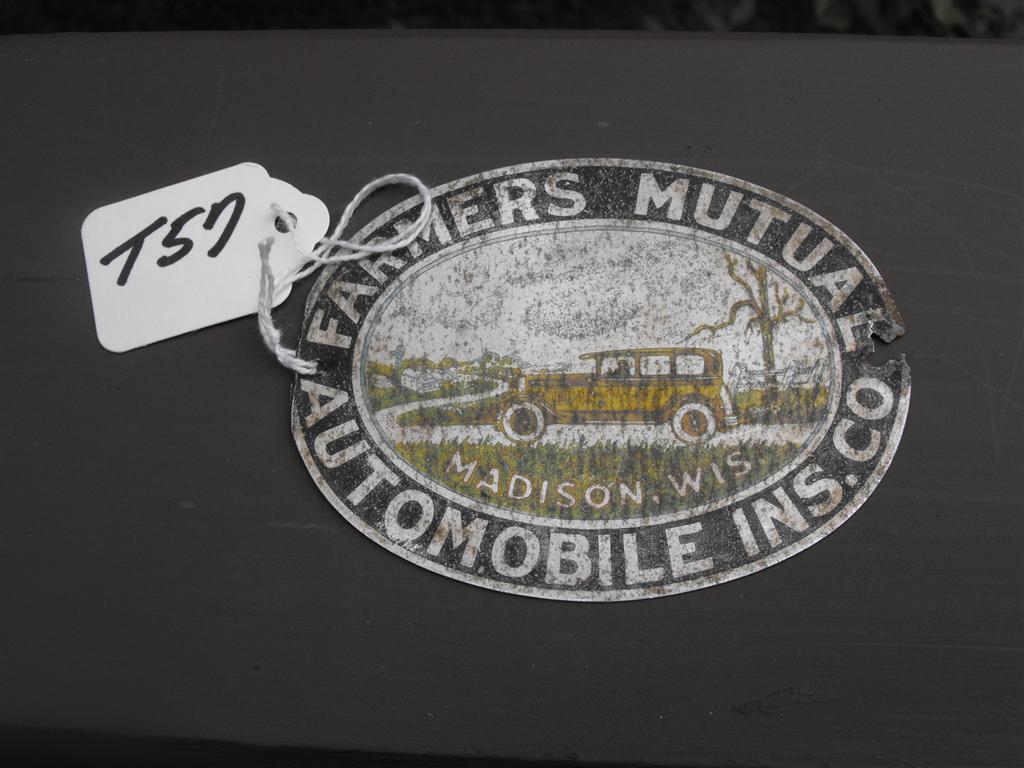 T57
FARMERS MUTUAL
AUTOMOBILE INS. CO
MADISON, WIS